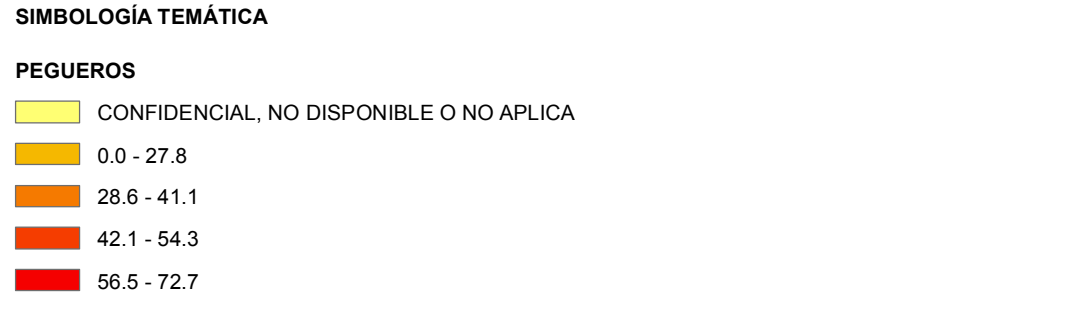 SIMBOLOGÍA TEMÁTICA
PEGUEROS
CONFIDENCIAL, NO DISPONIBLE O NO APLICA
0.0 - 27.8
28.6 - 41.1
42.1 - 54.3
56.5 - 72.7